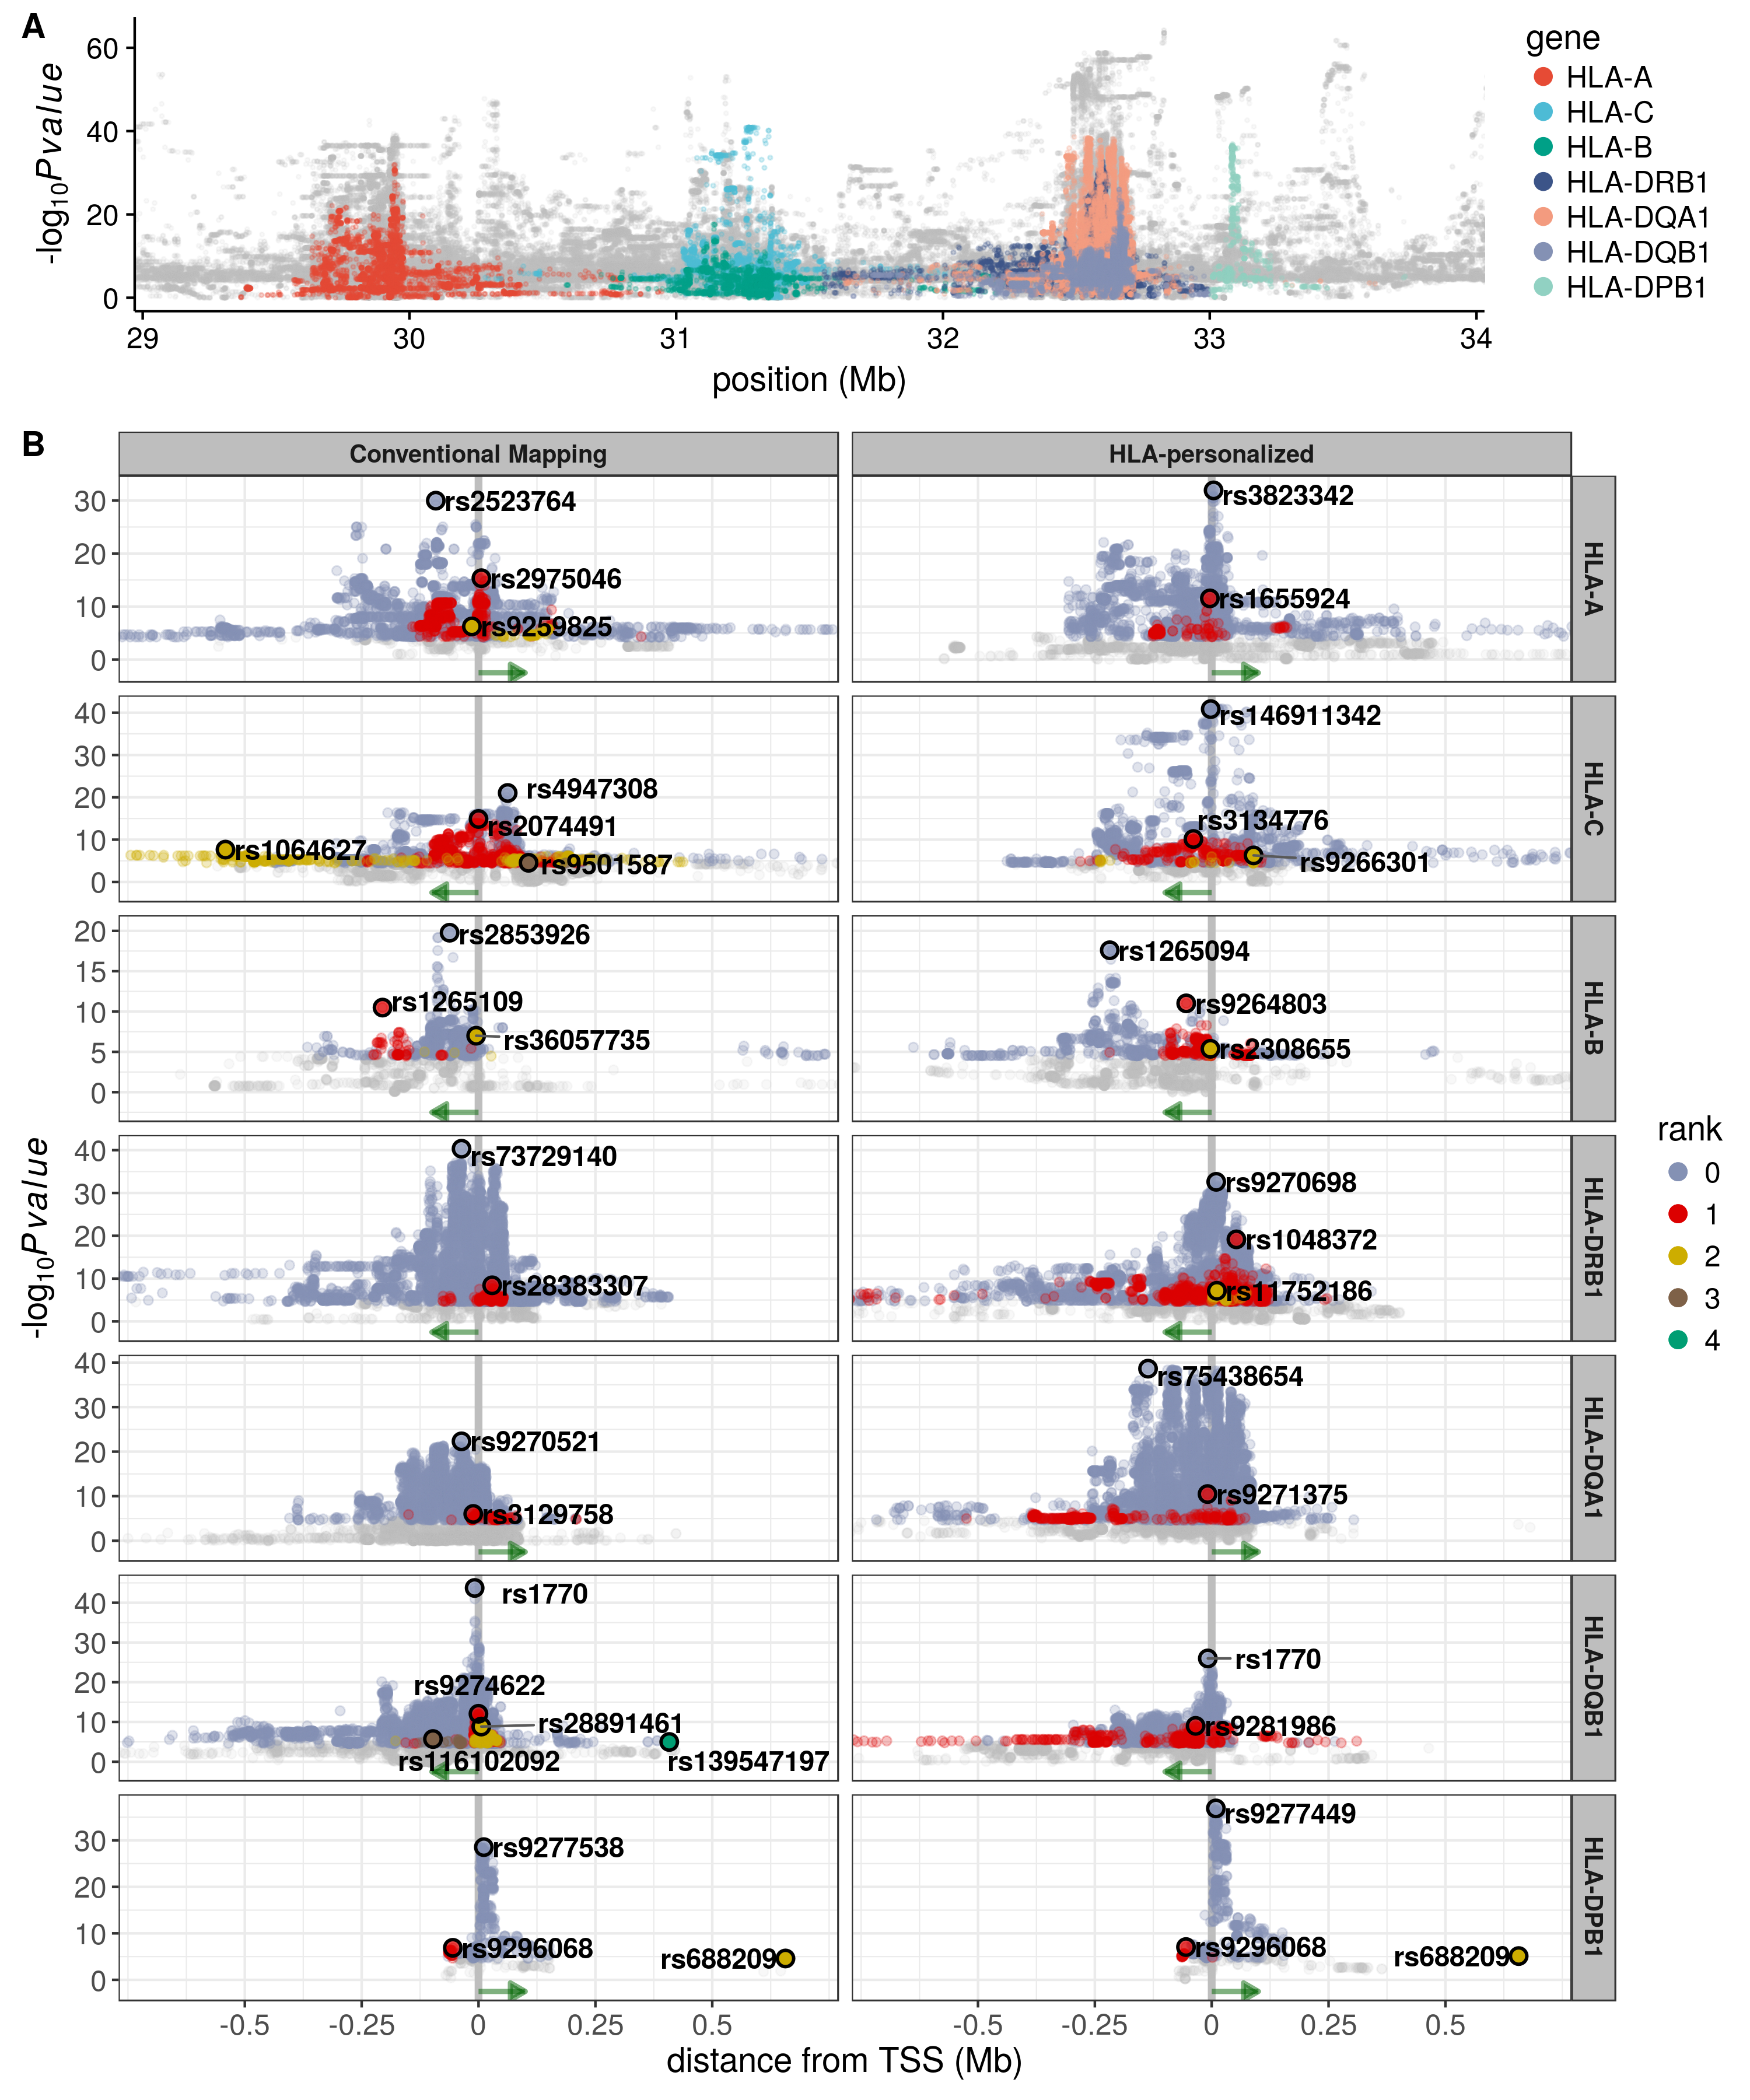 A
60
40
20
0
-log10Pvalue
29
30
31
32
33
34
position (Mb)
gene
HLA-A
HLA-C
HLA-B
HLA-DRB1
HLA-DQA1
HLA-DQB1
HLA-DPB1
B
Conventional Mapping
HLA-personalized
30
20
10
0
rs2523764
rs2975046
rs9259825
rs3823342
rs1655924
HLA-A
40
30
20
10
0
rs4947308
rs2074491
rs1064627
rs9501587
rs146911342
rs3134776
rs9266301
HLA-C
20
15
10
5
0
rs2853926
rs1265109
rs36057735
rs1265094
rs9264803
rs2308655
HLA-B
40
30
20
10
0
rs73729140
rs28383307
rs9270698
rs1048372
rs11752186
HLA-DRB1
40
30
20
10
0
rs9270521
rs3129758
rs75438654
rs9271375
HLA-DQA1
40
30
20
10
0
rs1770
rs9274622
rs28891461
rs116102092
rs139547197
rs1770
rs9281986
HLA-DQB1
30
20
10
0
rs9277538
rs9296068
rs688209
rs9277449
rs9296068
rs688209
HLA-DPB1
-log10Pvalue
-0.5
-0.25
0
0.25
0.5
-0.5
-0.25
0
0.25
0.5
distance from TSS (Mb)
rank
0
1
2
3
4